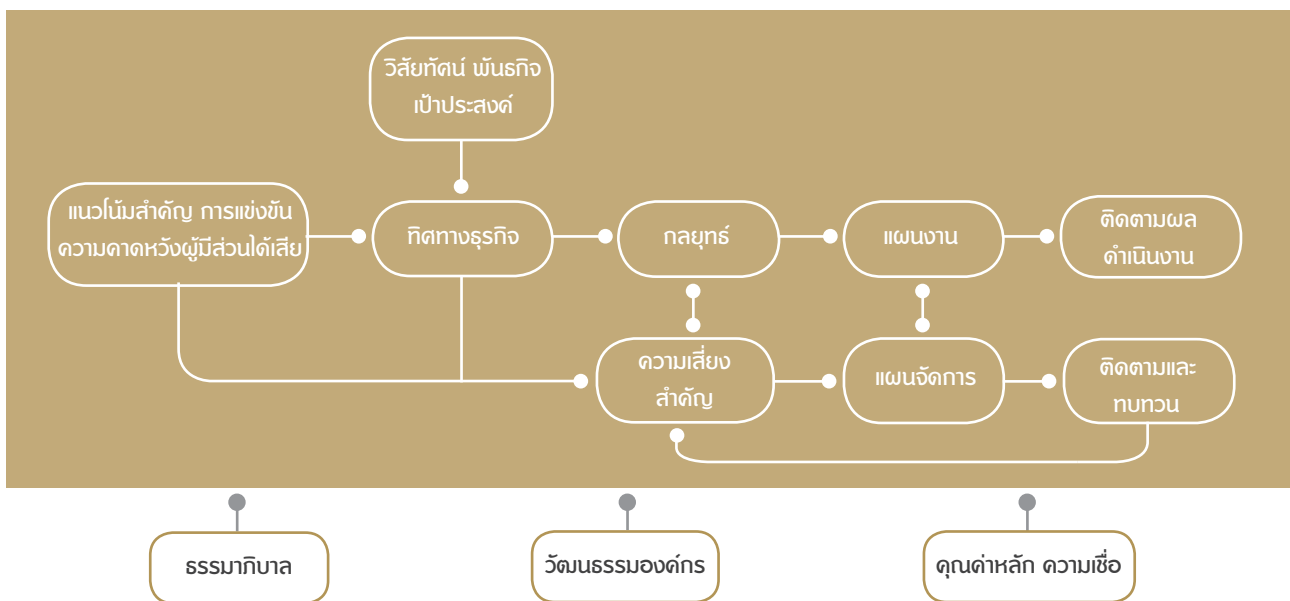 วิสัยทัศน์ พันธกิจ
เป้าประสงค์
แนวโน้มสำคัญ การแข่งขัน
ความคาดหวังผู้มีส่วนได้เสีย
ทิศทางธุรกิจ
กลยุทธ์
แผนงาน
ติดตามผล
ดำเนินงาน
ความเสี่ยง
สำคัญ
แผนจัดการ
ติดตามและ
ทบทวน
ธรรมาภิบาล
วัฒนธรรมองค์กร
คุณค่าหลัก ความเชื่อ